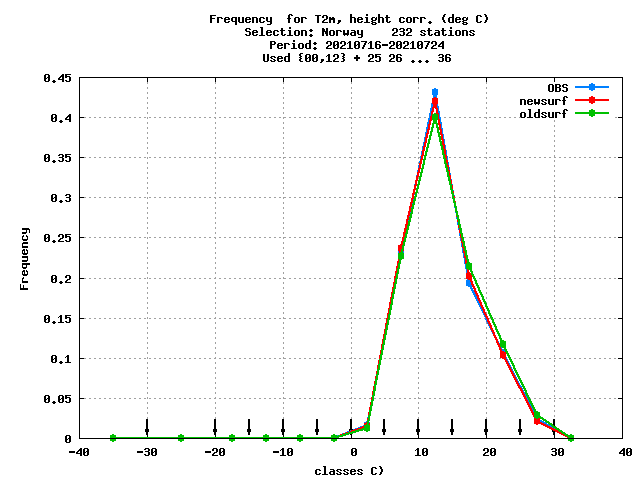 Frequency  for T2m, height corr. (deg C)
Selection: Norway    232 stations
Period: 20210716-20210724
Used {00,12} + 25 26 ... 36
OBS
newsurf
oldsurf
0.45
0.4
0.35
0.3
0.25
0.2
0.15
0.1
0.05
0
Frequency
-40 -30 -20 -10 0 10 20 30 40
classes C)